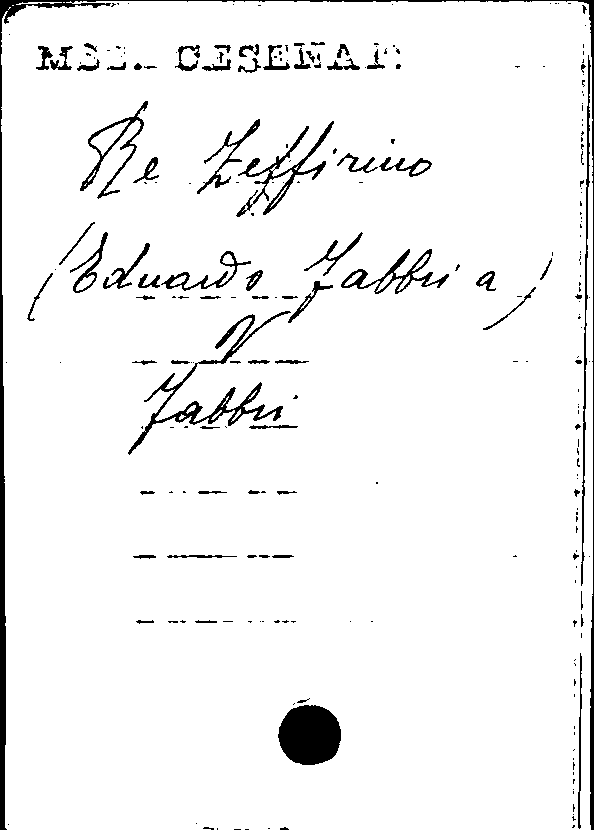 MSS. CESENAT.
Re Zeffirino
(Eduardo Fabbri a)
V
Fabbri